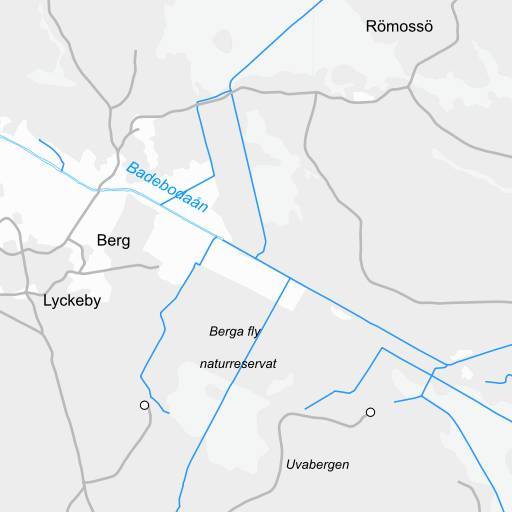 Römossö
Badebodaån
Berg
Lyckeby
Berga fly
naturreservat
Uvabergen